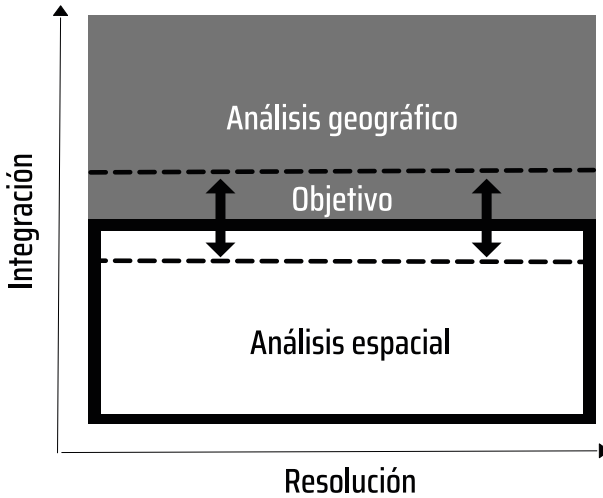 Análisis geográfico
Objetivo
Análisis espacial
Integración
Resolución